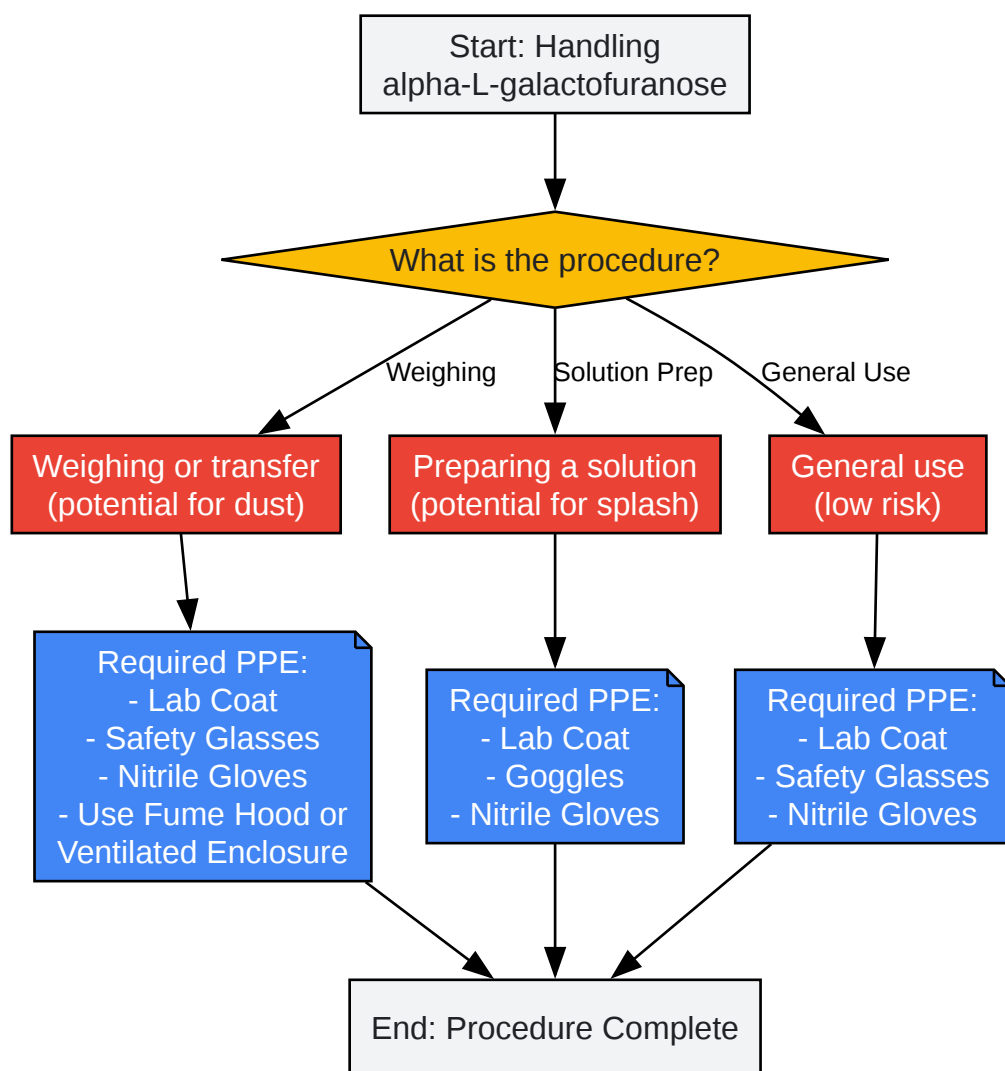 Start: Handling
alpha-L-galactofuranose
What is the procedure?
Weighing
Solution Prep
General Use
Weighing or transfer
(potential for dust)
Preparing a solution
(potential for splash)
General use
(low risk)
Required PPE:
- Lab Coat
- Safety Glasses
- Nitrile Gloves
- Use Fume Hood or
Ventilated Enclosure
Required PPE:
- Lab Coat
- Goggles
- Nitrile Gloves
Required PPE:
- Lab Coat
- Safety Glasses
- Nitrile Gloves
End: Procedure Complete